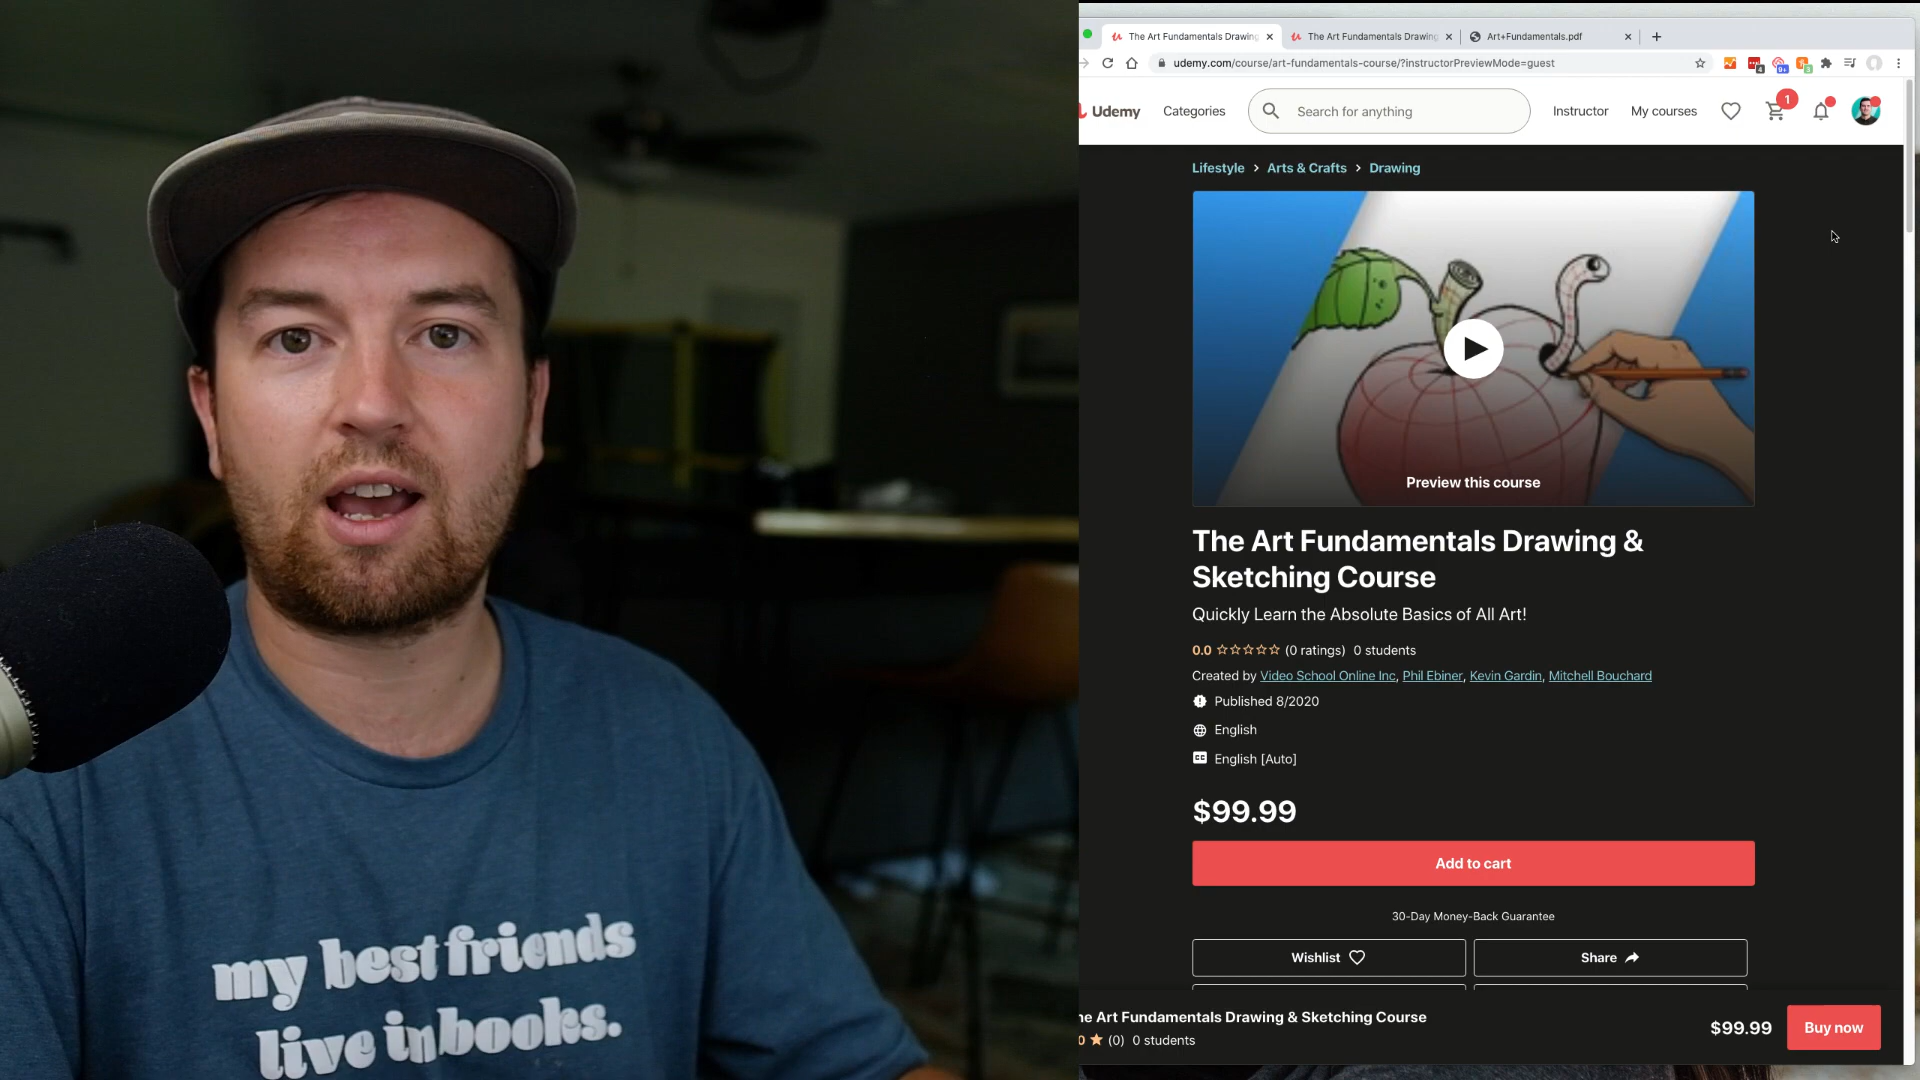 my best friends
live in books.
The Art Fundamentals Drawing
The Art Fundamentals Drawing
Art+Fundamentals.pdf
udemy.com/course/art-fundamentals-course/?instructorPreviewMode=guest
4
9+
3
Udemy
Categories
Search for anything
Instructor
My courses
1
Lifestyle > Arts & Crafts > Drawing
Preview this course
The Art Fundamentals Drawing &
Sketching Course
Quickly Learn the Absolute Basics of All Art!
0.0 (0 ratings) 0 students
Created by Video School Online Inc, Phil Ebiner, Kevin Gardin, Mitchell Bouchard
Published 8/2020
English
CC English [Auto]
$99.99
Add to cart
30-Day Money-Back Guarantee
Wishlist
Share
he Art Fundamentals Drawing & Sketching Course
0 (0) 0 students
$99.99
Buy now